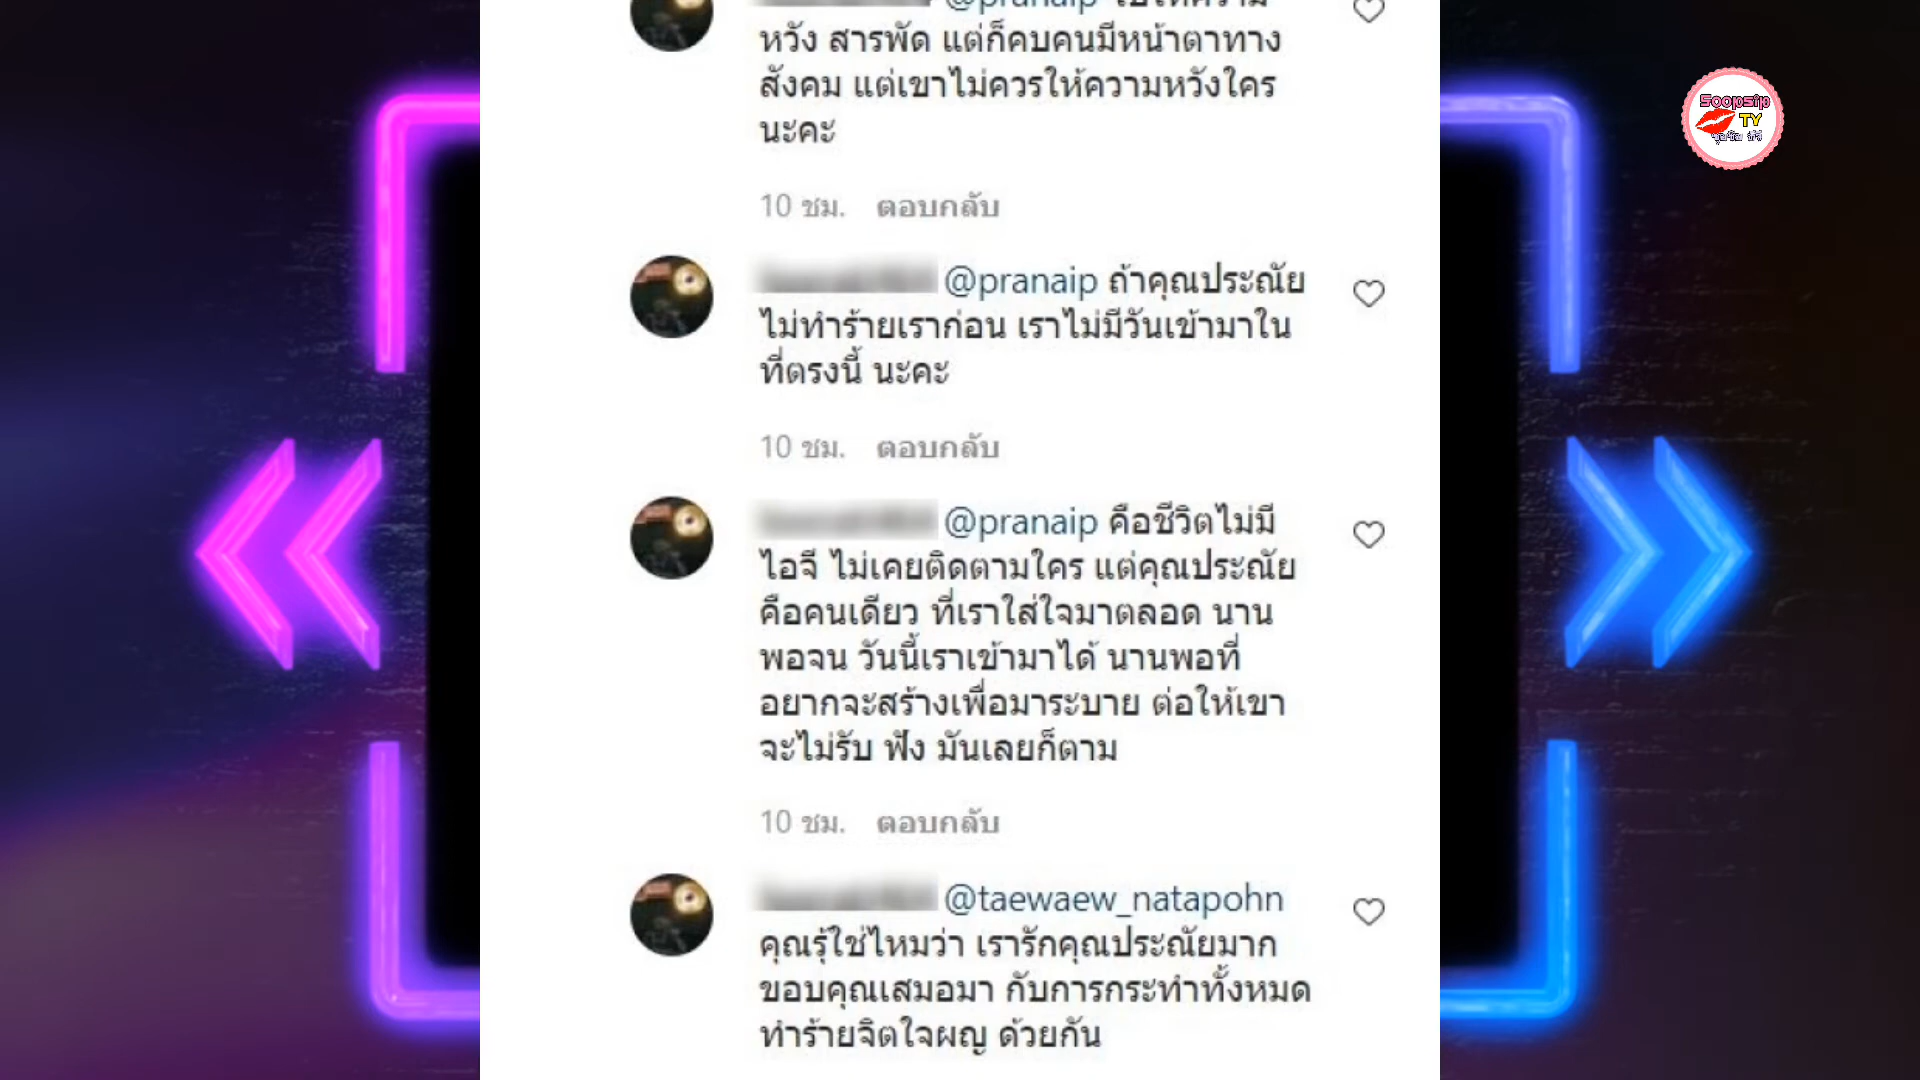 @pranaip
หวัง สารพัด แต่ก็คบคนมีหน้าตาทาง
สังคม แต่เขาไม่ควรให้ความหวังใคร
นะคะ
10 ชม. ตอบกลับ
@pranaip ถ้าคุณประณัย
ไม่ทำร้ายเราก่อน เราไม่มีวันเข้ามาใน
ที่ตรงนี้ นะคะ
10 ชม. ตอบกลับ
@pranaip คือชีวิตไม่มี
ไอจี ไม่เคยติดตามใคร แต่คุณประณัย
คือคนเดียว ที่เราใส่ใจมาตลอด นาน
พอจน วันนี้เราเข้ามาได้ นานพอที่
อยากจะสร้างเพื่อมาระบาย ต่อให้เขา
จะไม่รับ ฟัง มันเลยก็ตาม
10 ชม. ตอบกลับ
@taewaew_natapohn
คุณรุ้ใช่ไหมว่า เรารักคุณประณัยมาก
ขอบคุณเสมอมา กับการกระทำทั้งหมด
ทำร้ายจิตใจผญ ด้วยกัน
Soopsip
TV
ซุบซิบ ทีวี